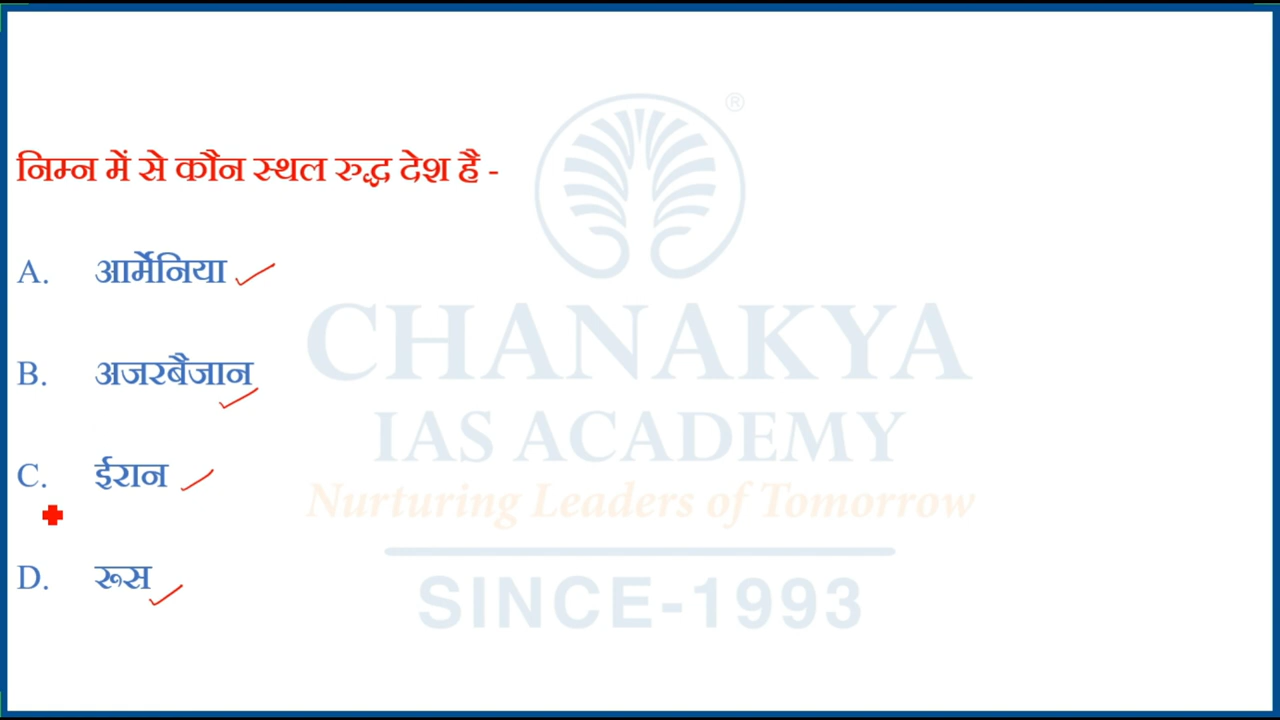 ®
निम्न में से कौन स्थल रुद्ध देश है -
A. आर्मेनिया
B. अजरबैजान
C. ईरान
D. रूस
CHANAKYA
IAS ACADEMY
Nurturing Leaders of Tomorrow
SINCE-1993